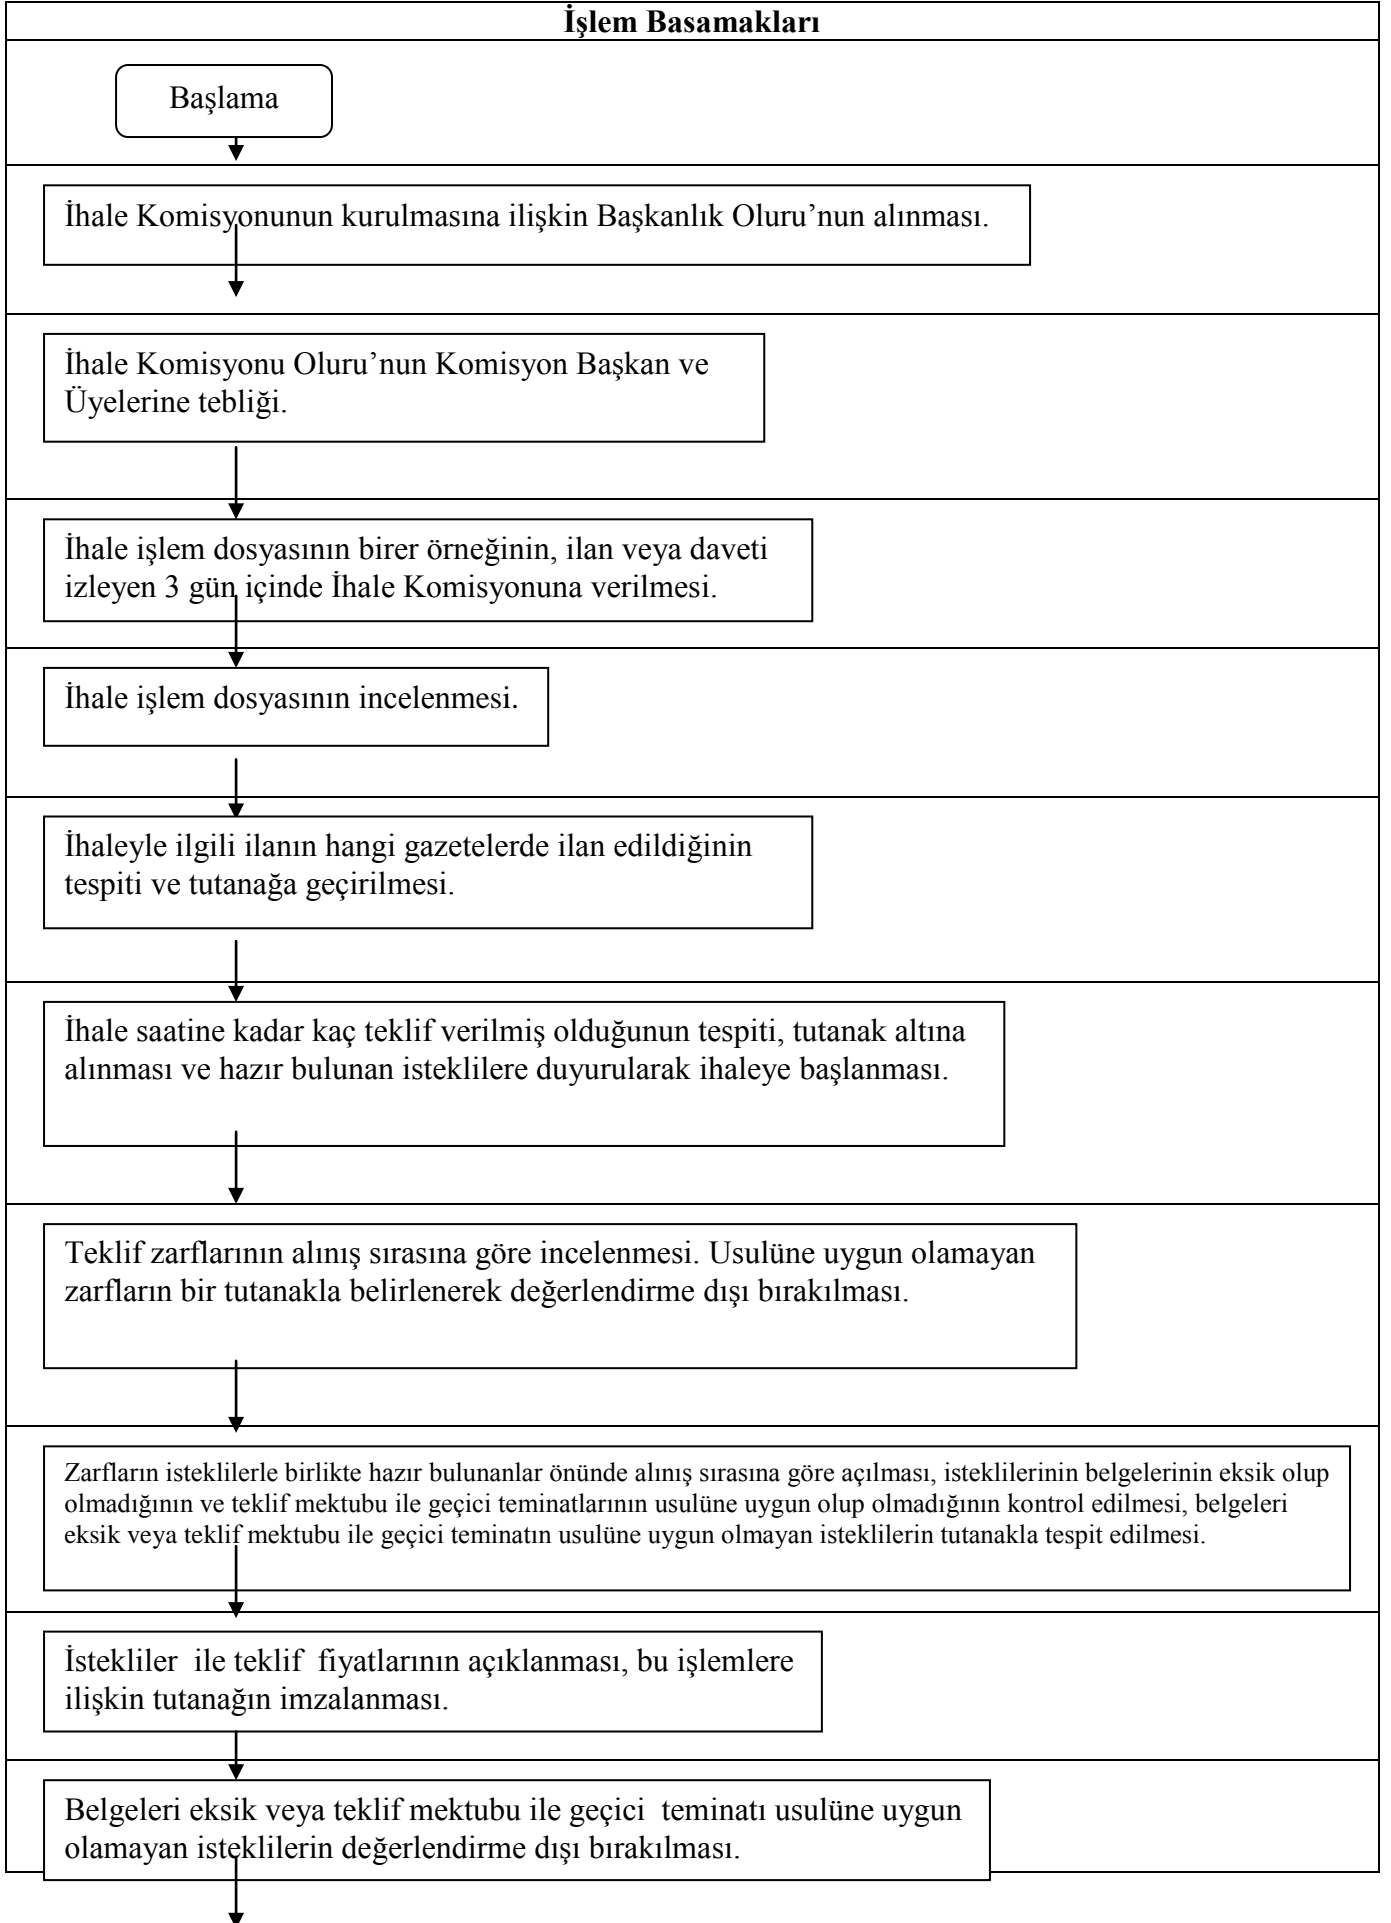 İşlem Basamakları
Başlama
İhale Komisyonunun kurulmasına ilişkin Başkanlık Oluru’nun alınması.
İhale Komisyonu Oluru’nun Komisyon Başkan ve
Üyelerine tebliği.
İhale işlem dosyasının birer örneğinin, ilan veya daveti
izleyen 3 gün içinde İhale Komisyonuna verilmesi.
İhale işlem dosyasının incelenmesi.
İhaleyle ilgili ilanın hangi gazetelerde ilan edildiğinin
tespiti ve tutanağa geçirilmesi.
İhale saatine kadar kaç teklif verilmiş olduğunun tespiti, tutanak altına
alınması ve hazır bulunan isteklilere duyurularak ihaleye başlanması.
Teklif zarflarının alınış sırasına göre incelenmesi. Usulüne uygun olamayan
zarfların bir tutanakla belirlenerek değerlendirme dışı bırakılması.
Zarfların isteklilerle birlikte hazır bulunanlar önünde alınış sırasına göre açılması, isteklilerinin belgelerinin eksik olup
olmadığının ve teklif mektubu ile geçici teminatlarının usulüne uygun olup olmadığının kontrol edilmesi, belgeleri
eksik veya teklif mektubu ile geçici teminatın usulüne uygun olmayan isteklilerin tutanakla tespit edilmesi.
İstekliler ile teklif fiyatlarının açıklanması, bu işlemlere
ilişkin tutanağın imzalanması.
Belgeleri eksik veya teklif mektubu ile geçici teminatı usulüne uygun
olamayan isteklilerin değerlendirme dışı bırakılması.